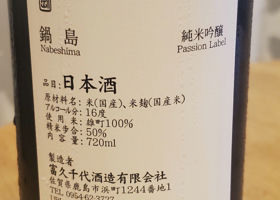 鍋島
Nabeshima
純米吟醸
Passion Label
品目:日本酒
原材料名:米(国産)、米麹(国産米)
アルコール分:16度
使用米:雄町100%
精米歩合:50%
内容量:720ml
製造者
富久千代酒造有限会社
佐賀県鹿島市浜町1244番地1
TEL 0954-62-3727